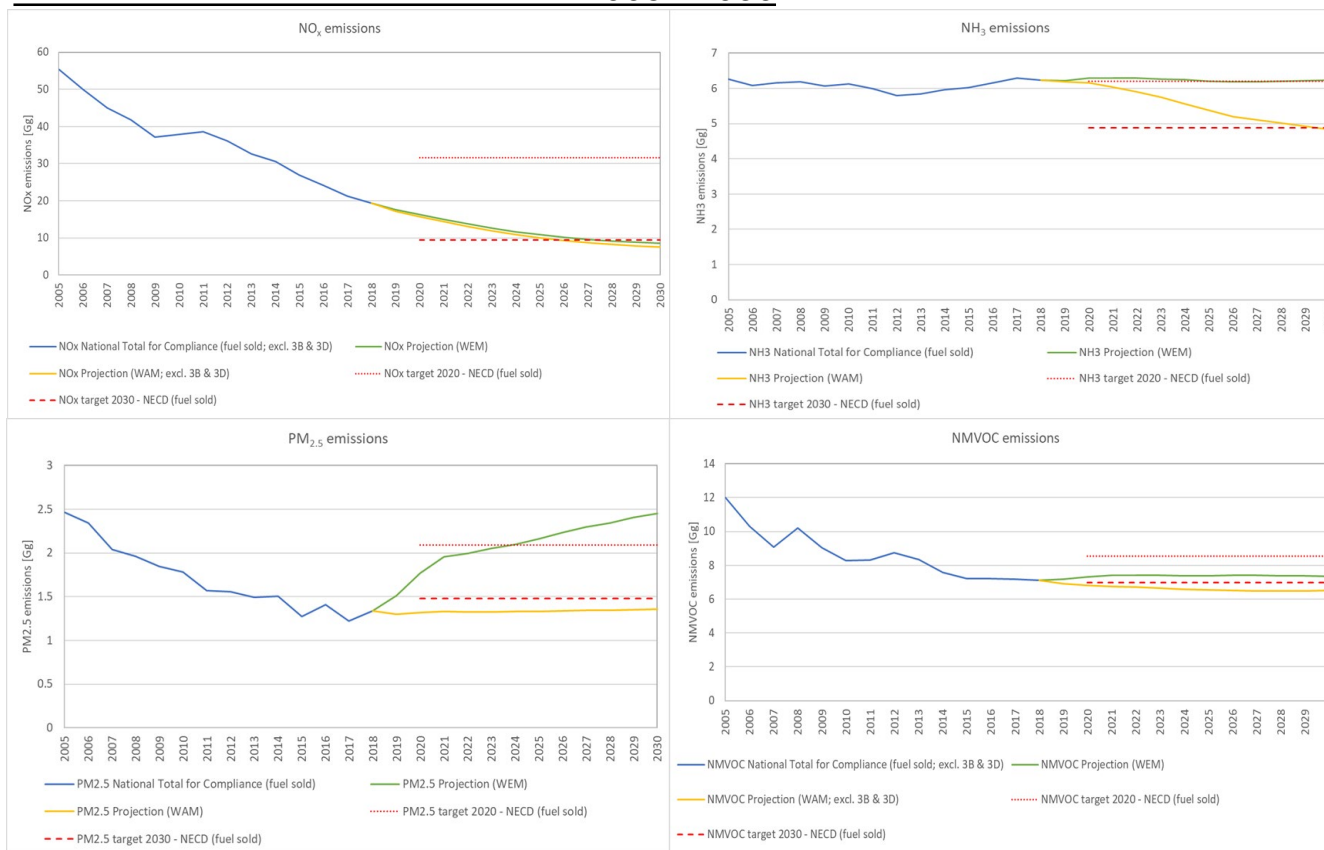 NOx emissions
NOx emissions [Gg]
60
50
40
30
20
10
0
2005 2006 2007 2008 2009 2010 2011 2012 2013 2014 2015 2016 2017 2018 2019 2020 2021 2022 2023 2024 2025 2026 2027 2028 2029 2030
NOx National Total for Compliance (fuel sold; excl. 3B & 3D) NOx Projection (WEM)
NOx Projection (WAM; excl. 3B & 3D) NOx target 2020 - NECD (fuel sold)
NOx target 2030 - NECD (fuel sold)
NH3 emissions
NH3 emissions [Gg]
7
6
5
4
3
2
1
0
2005 2006 2007 2008 2009 2010 2011 2012 2013 2014 2015 2016 2017 2018 2019 2020 2021 2022 2023 2024 2025 2026 2027 2028 2029
NH3 National Total for Compliance (fuel sold) NH3 Projection (WEM)
NH3 Projection (WAM) NH3 target 2020 - NECD (fuel sold)
NH3 target 2030 - NECD (fuel sold)
PM2.5 emissions
PM2.5 emissions [Gg]
3
2.5
2
1.5
1
0.5
0
2005 2006 2007 2008 2009 2010 2011 2012 2013 2014 2015 2016 2017 2018 2019 2020 2021 2022 2023 2024 2025 2026 2027 2028 2029 2030
PM2.5 National Total for Compliance (fuel sold) PM2.5 Projection (WEM)
PM2.5 Projection (WAM) PM2.5 target 2020 - NECD (fuel sold)
PM2.5 target 2030 - NECD (fuel sold)
NMVOC emissions
NMVOC emissions [Gg]
14
12
10
8
6
4
2
0
2005 2006 2007 2008 2009 2010 2011 2012 2013 2014 2015 2016 2017 2018 2019 2020 2021 2022 2023 2024 2025 2026 2027 2028 2029
NMVOC National Total for Compliance (fuel sold; excl. 3B & 3D) NMVOC Projection (WEM)
NMVOC Projection (WAM; excl. 3B & 3D) NMVOC target 2020 - NECD (fuel sold)
NMVOC target 2030 - NECD (fuel sold)